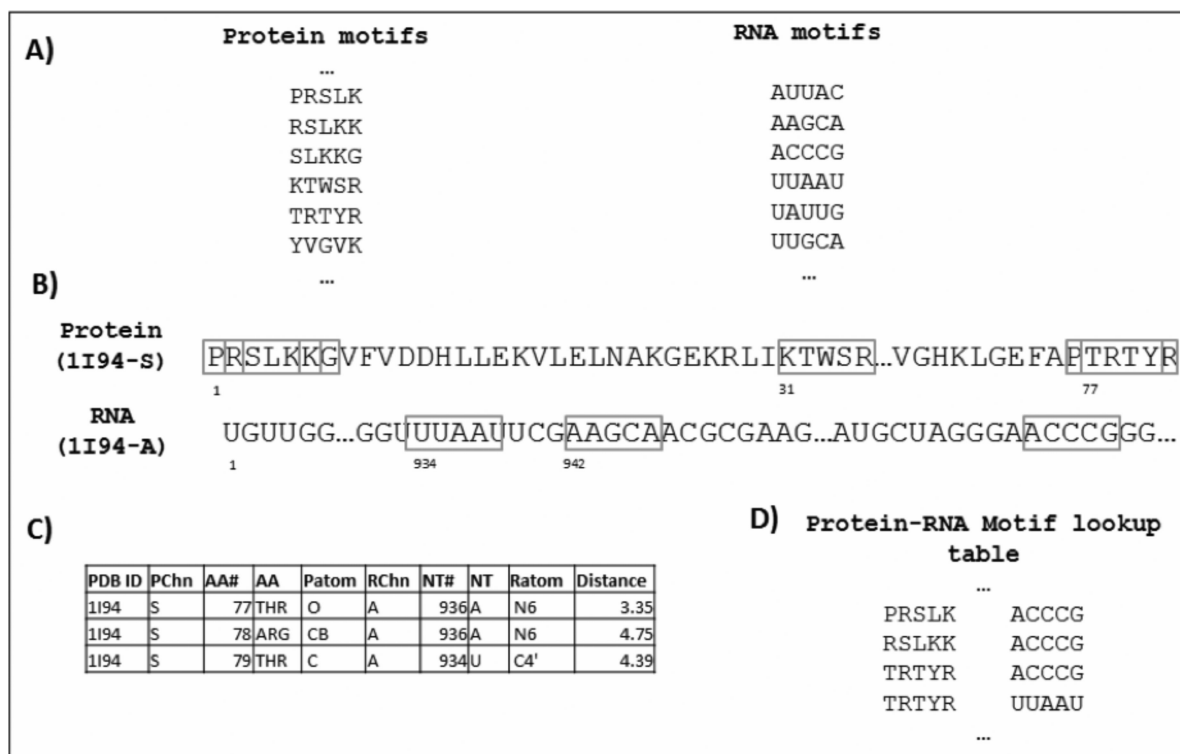 A)
Protein motifs
...
PRSLK
RSLKK
SLKKG
KTWSR
TRTYR
YVGVK
...
RNA motifs
AUUAC
AAGCA
ACCCG
UUAAU
UAUUG
UUGCA
...
B)
Protein
(1I94-S)
PRSLKKGVFVDDHLLEKVLELNAKGEKRLIKTWSR...VGHKLGEFAPTRTYR
1 31 77
RNA
(1I94-A)
UGUUGG...GGUUUAAUUCGAAGCAACGCGAAG...AUGCUAGGGAACCCGGG...
1 934 942
C)
PDB ID PChn AA# AA Patom RChn NT# NT Ratom Distance
1I94 S 77 THR O A 936 A N6 3.35
1I94 S 78 ARG CB A 936 A N6 4.75
1I94 S 79 THR C A 934 U C4' 4.39
D)
Protein-RNA Motif lookup
table
...
PRSLK ACCCG
RSLKK ACCCG
TRTYR ACCCG
TRTYR UUAAU
...